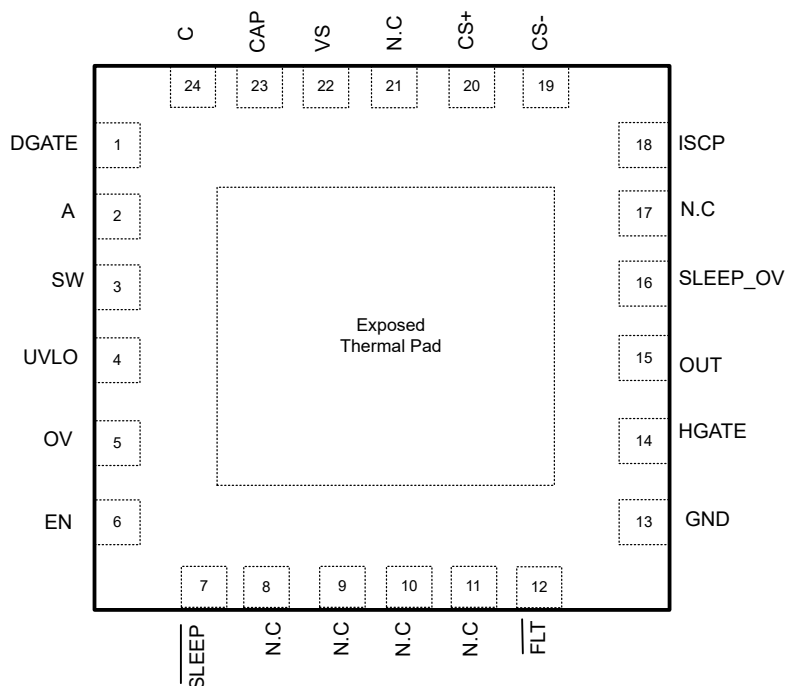 C
CAP
VS
N.C
CS+
CS-
24
23
22
21
20
19
DGATE
1
18
ISCP
A
2
17
N.C
SW
3
16
SLEEP_OV
UVLO
4
15
OUT
OV
5
14
HGATE
EN
6
13
GND
Exposed
Thermal Pad
7
8
9
10
11
12
SLEEP
N.C
N.C
N.C
N.C
FLT